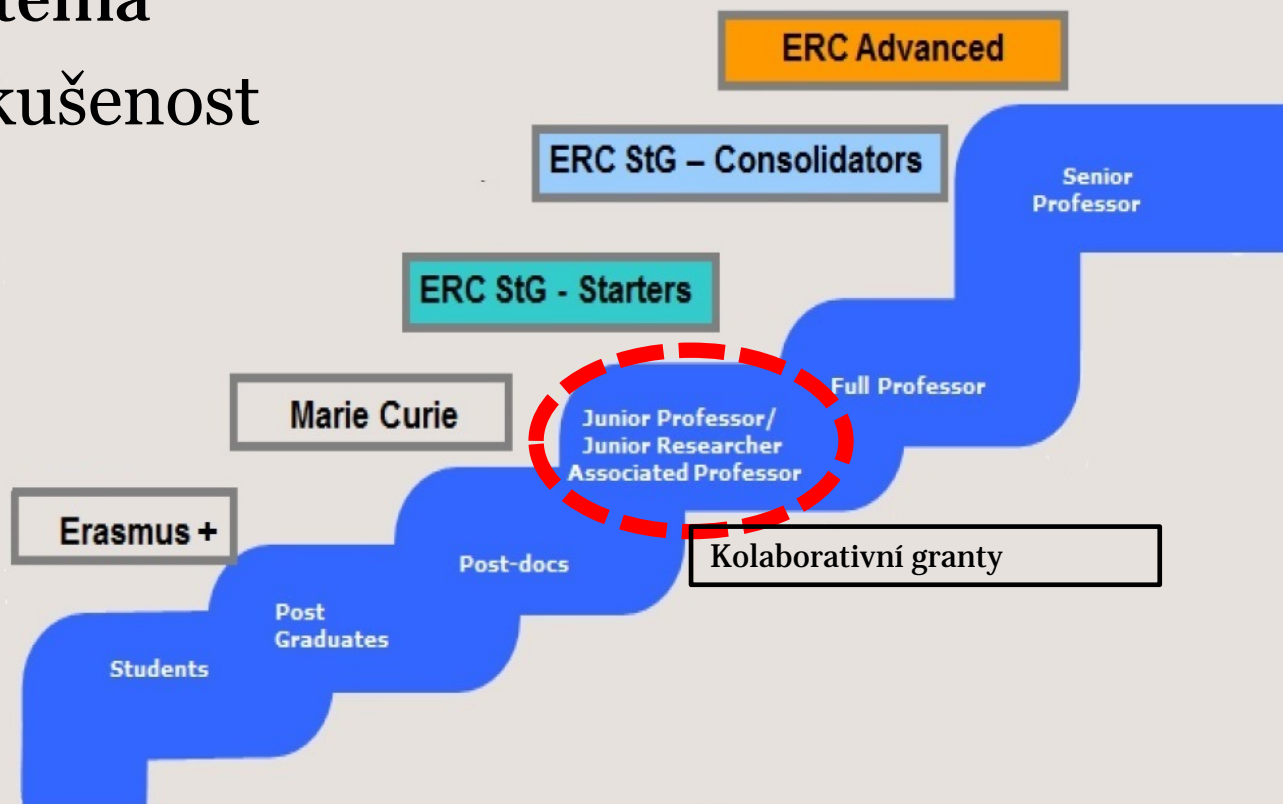 kušenost
ERC Advanced
ERC StG – Consolidators
Senior
Professor
ERC StG - Starters
Full Professor
Marie Curie
Junior Professor/
Junior Researcher
Associated Professor
Erasmus +
Kolaborativní granty
Post-docs
Post
Graduates
Students